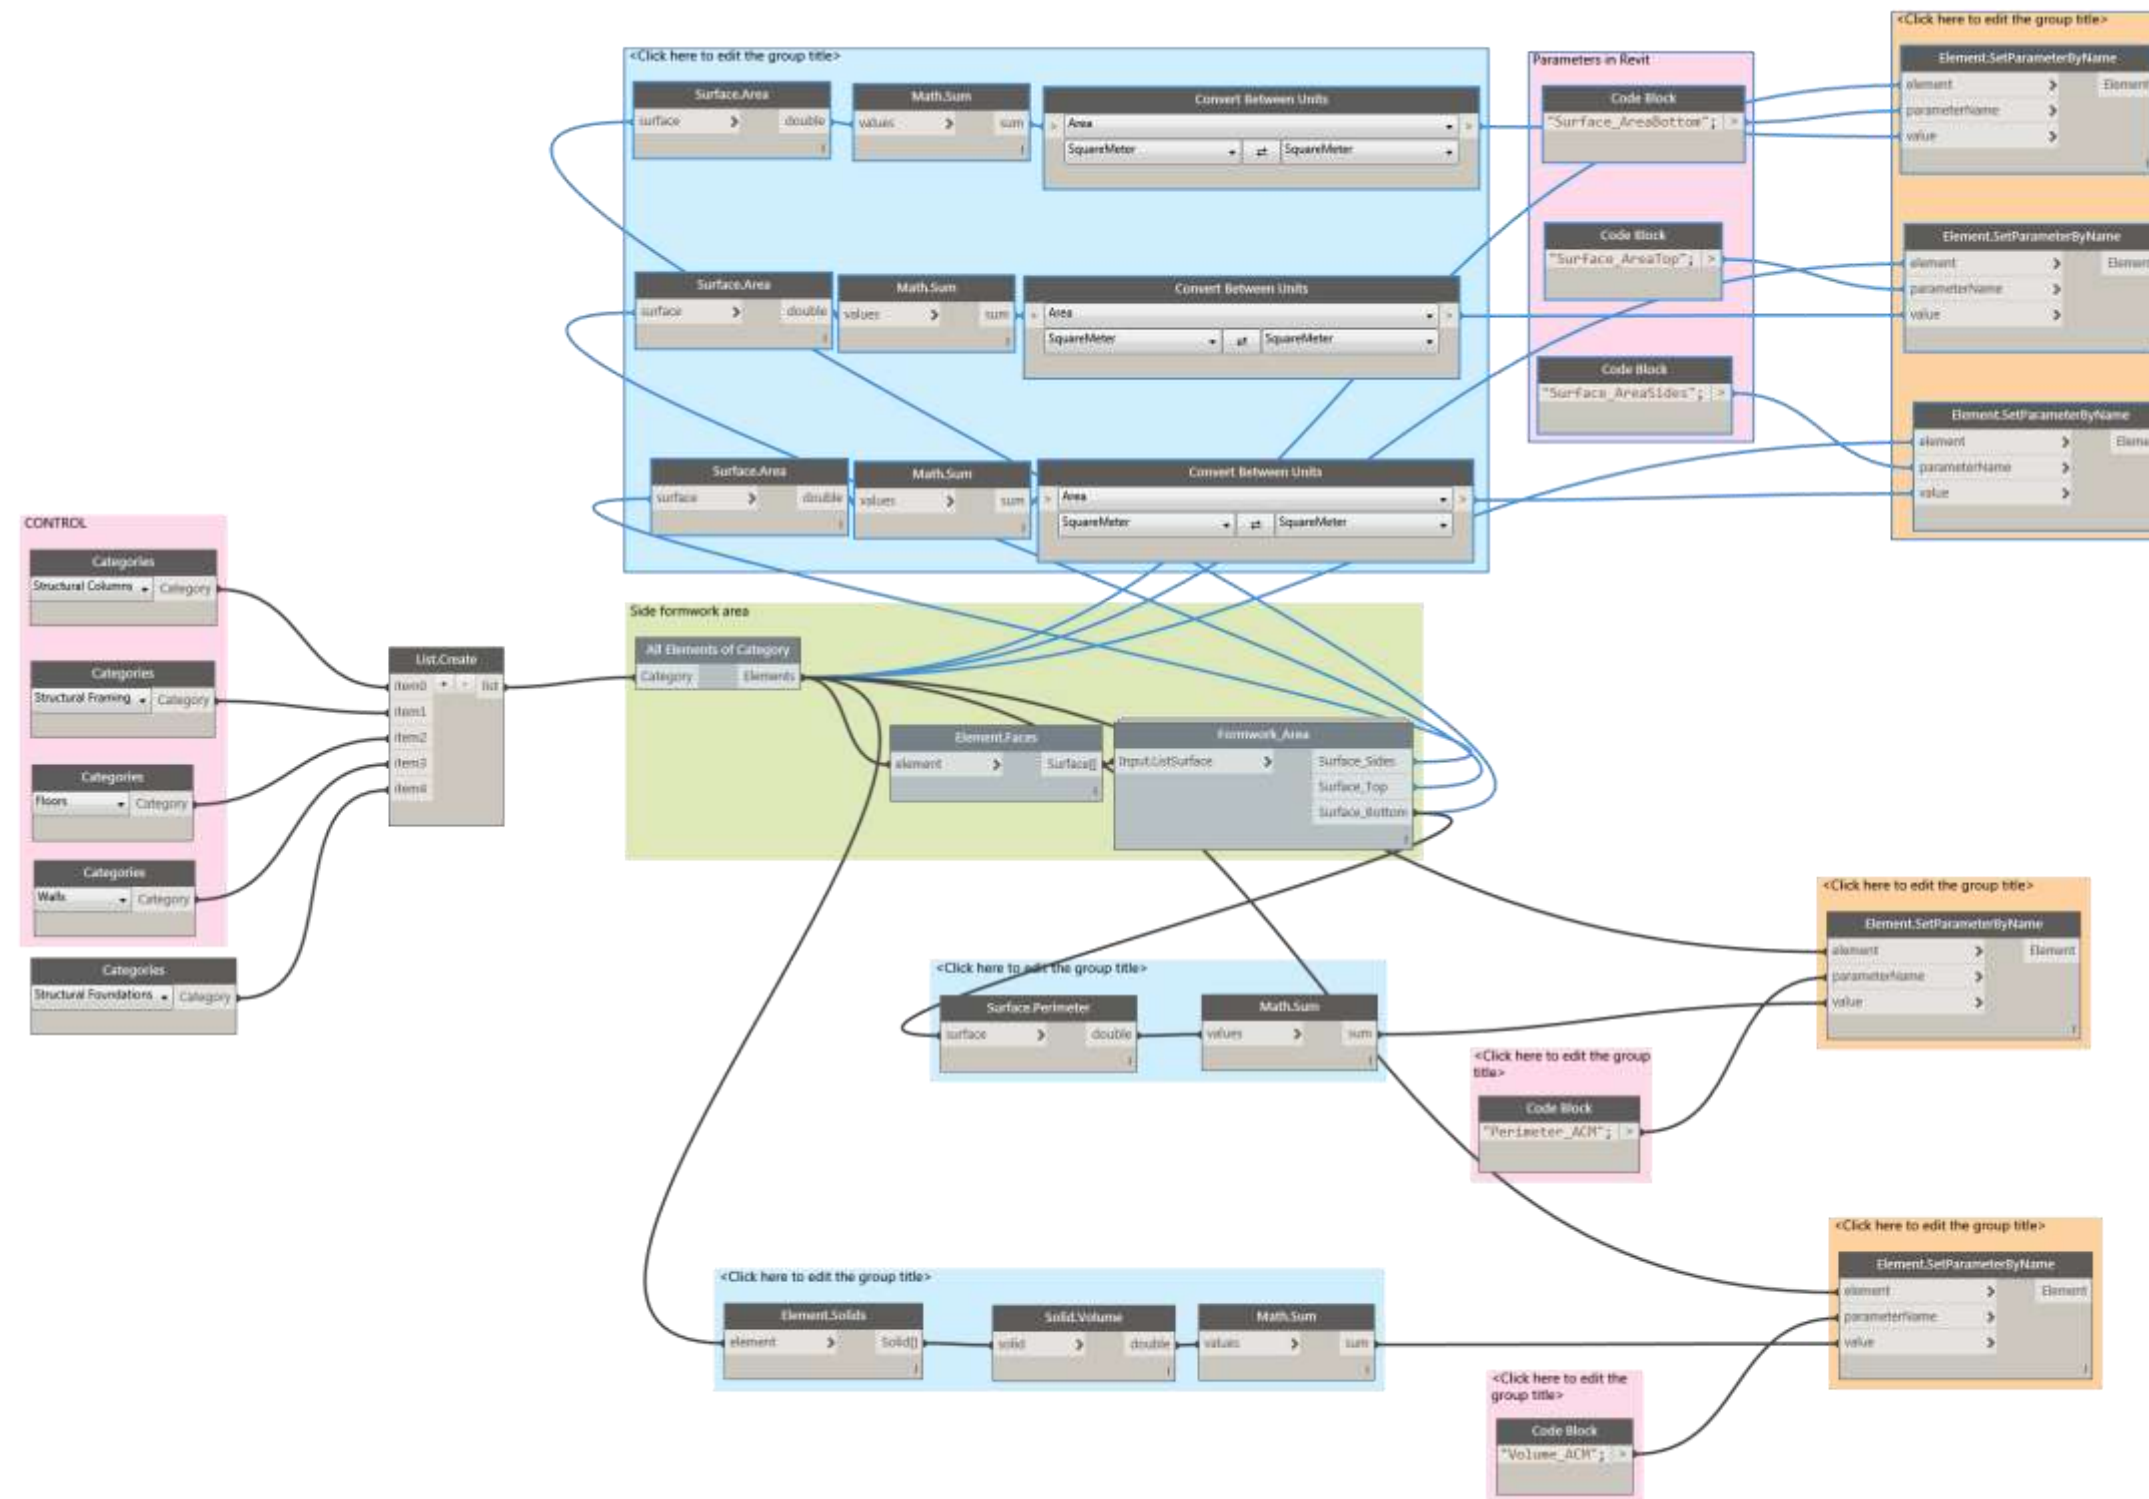 <Click here to edit the group title>
Surface.Area
surface > double
Math.Sum
values > sum
Convert Between Units
> Area >
SquareMeter ⇄ SquareMeter
Surface.Area
surface > double
Math.Sum
values > sum
Convert Between Units
> Area >
SquareMeter ⇄ SquareMeter
Surface.Area
surface > double
Math.Sum
values > sum
Convert Between Units
> Area >
SquareMeter ⇄ SquareMeter
Parameters in Revit
Code Block
"Surface_AreaBottom"; >
Code Block
"Surface_AreaTop"; >
Code Block
"Surface_AreaSides"; >
<Click here to edit the group title>
Element.SetParameterByName
element > Element
parameterName >
value >
Element.SetParameterByName
element > Elemen
parameterName >
value >
Element.SetParameterByName
element > Eleme
parameterName >
value >
CONTROL
Categories
Structural Columns Category
Categories
Structural Framing Category
Categories
Floors Category
Categories
Walls Category
Categories
Structural Foundations Category
List.Create
item0 + - list
item1
item2
item3
item4
Side formwork area
All Elements of Category
Category Elements
Element.Faces
element > Surface[]
Formwork_Area
Input.ListSurface > Surface_Sides
Surface_Top
Surface_Bottom
<Click here to edit the group title>
Surface.Perimeter
surface > double
Math.Sum
values > sum
<Click here to edit the group title>
Element.SetParameterByName
element > Element
parameterName >
value >
<Click here to edit the group
title>
Code Block
"Perimeter_ACM"; >
<Click here to edit the group title>
Element.Solids
element > Solid[]
Solid.Volume
solid > double
Math.Sum
values > sum
<Click here to edit the group title>
Element.SetParameterByName
element > Element
parameterName >
value >
<Click here to edit the
group title>
Code Block
"Volume_ACM"; >